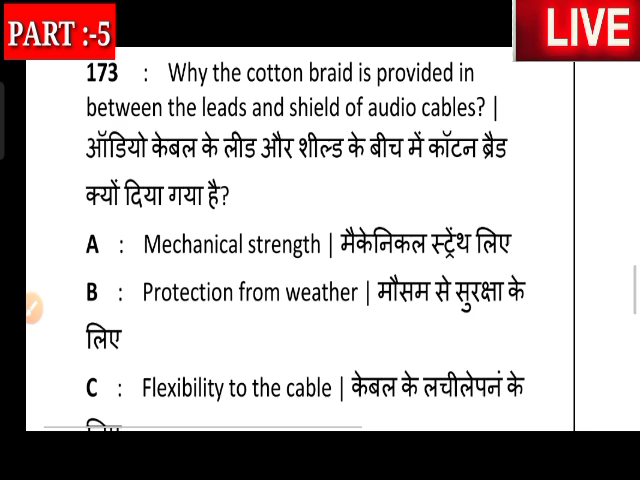 PART :-5
LIVE
173 : Why the cotton braid is provided in
between the leads and shield of audio cables? |
ऑडियो केबल के लीड और शील्ड के बीच में कॉटन ब्रैड
क्यों दिया गया है?
A : Mechanical strength | मैकेनिकल स्ट्रेंथ लिए
B : Protection from weather | मौसम से सुरक्षा के
लिए
C : Flexibility to the cable | केबल के लचीलेपनं के